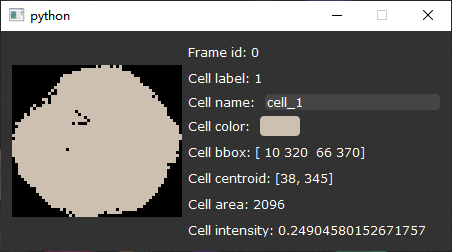 python
Frame id: 0
Cell label: 1
Cell name: cell_1
Cell color:
Cell bbox: [ 10 320  66 370]
Cell centroid: [38, 345]
Cell area: 2096
Cell intensity: 0.24904580152671757